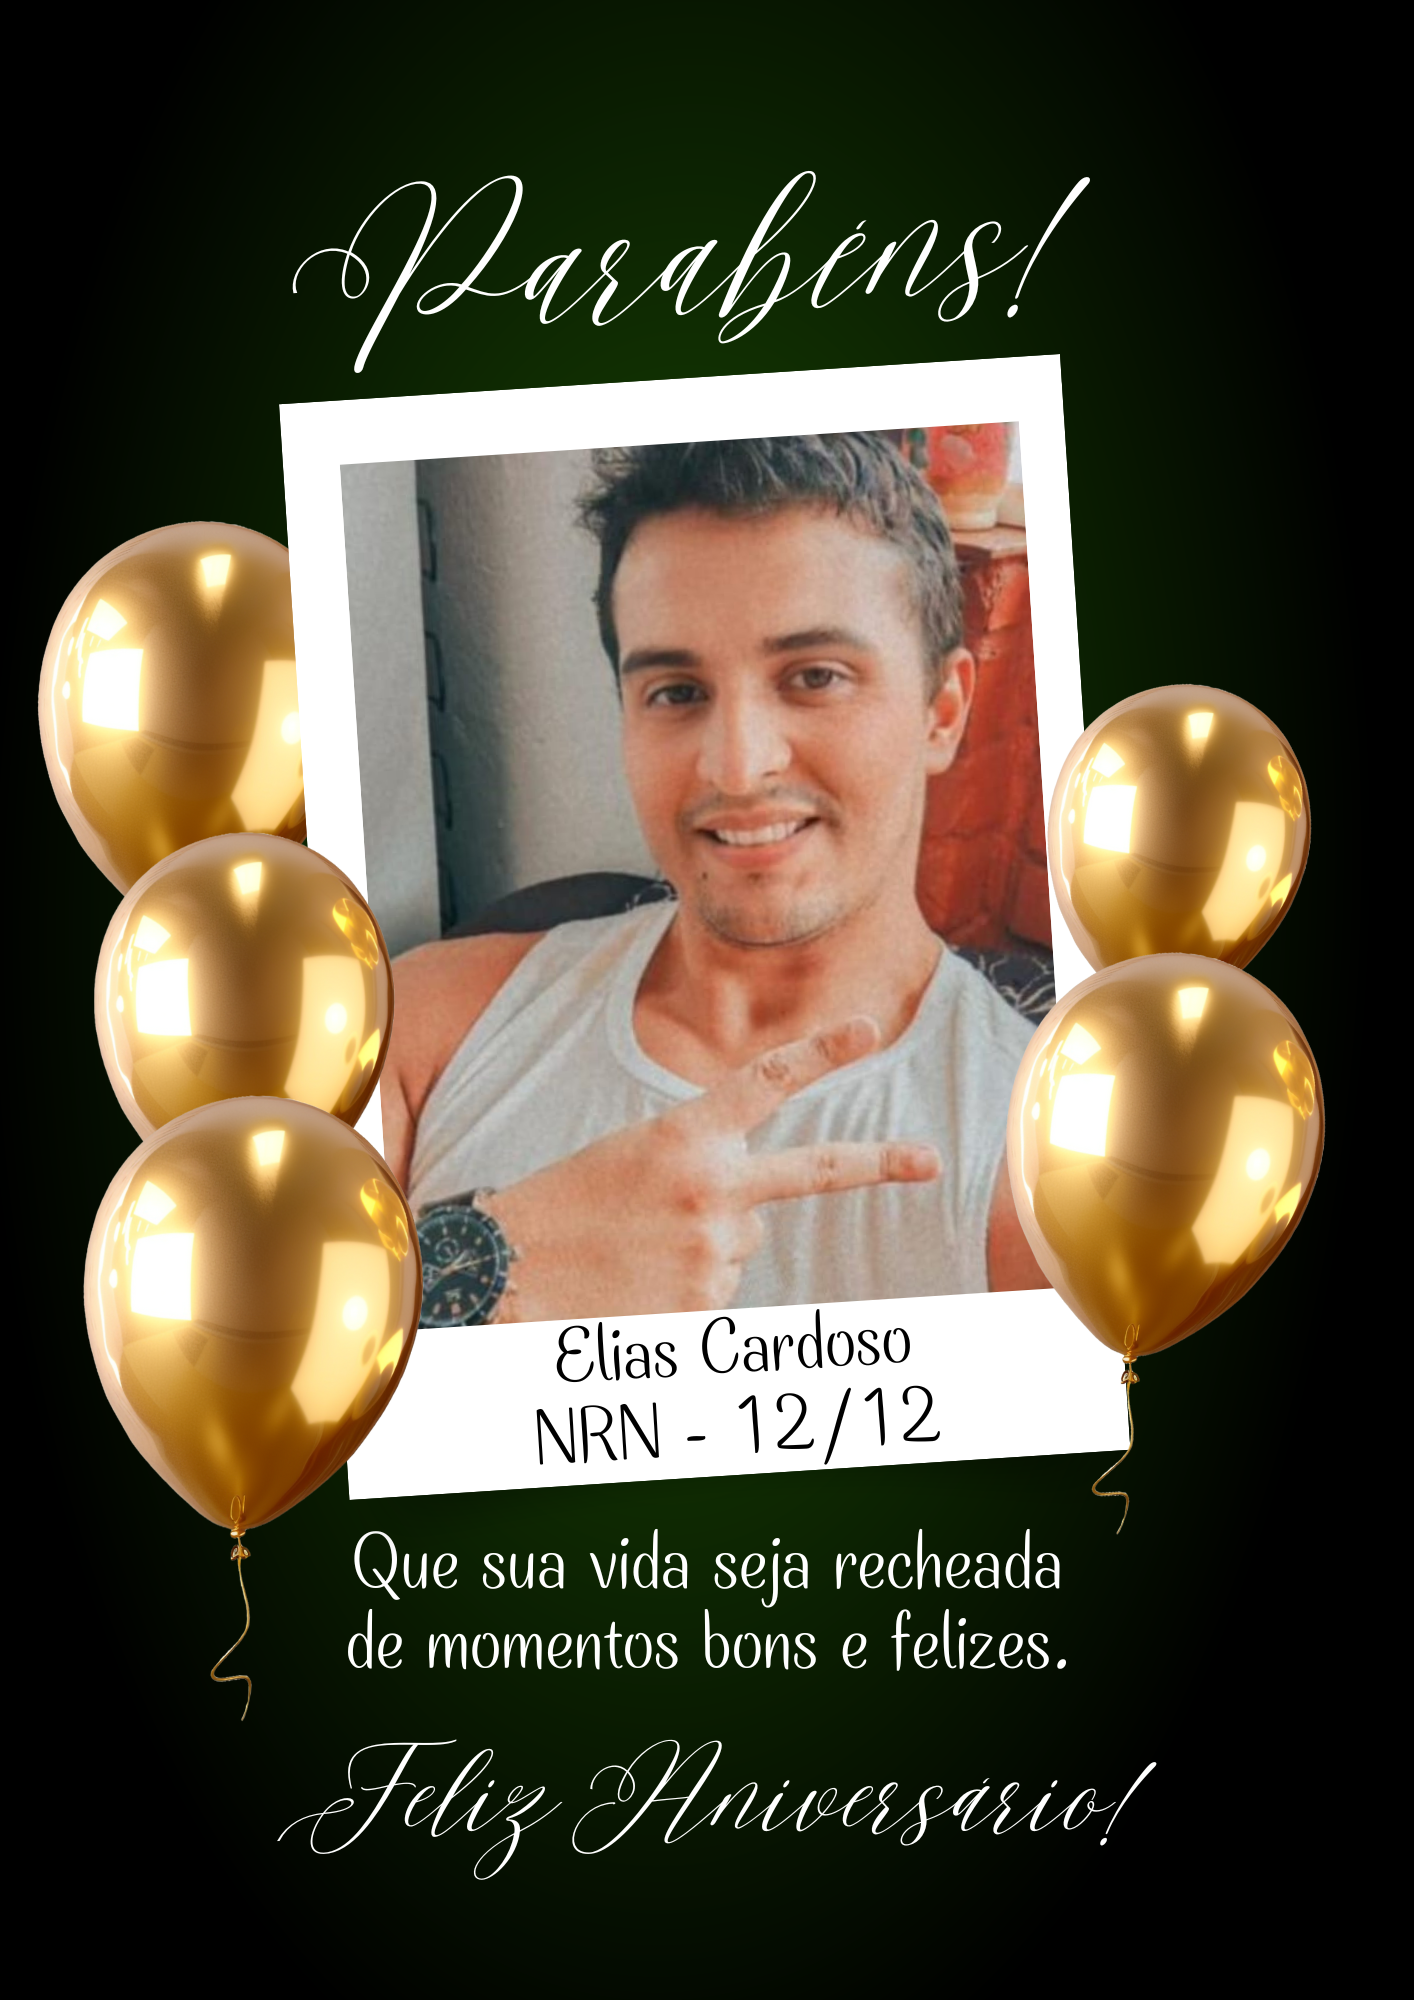 Parabéns!
Elias Cardoso
NRN - 12/12
Que sua vida seja recheada
de momentos bons e felizes.
Feliz Aniversário!